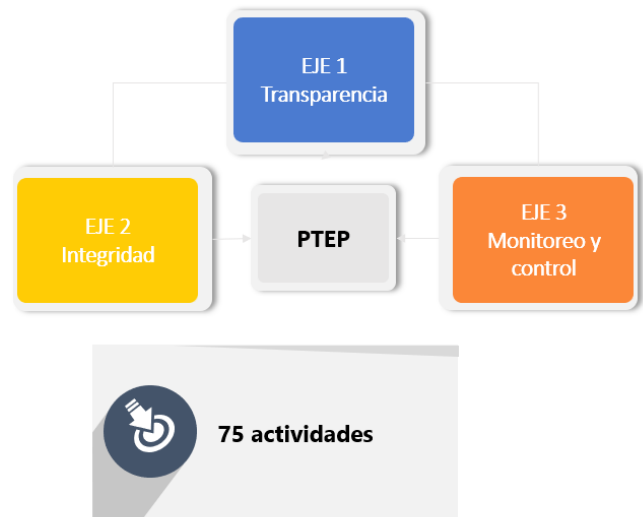 EJE 1
Transparencia
EJE 2
Integridad
PTEP
EJE 3
Monitoreo y
control
75 actividades